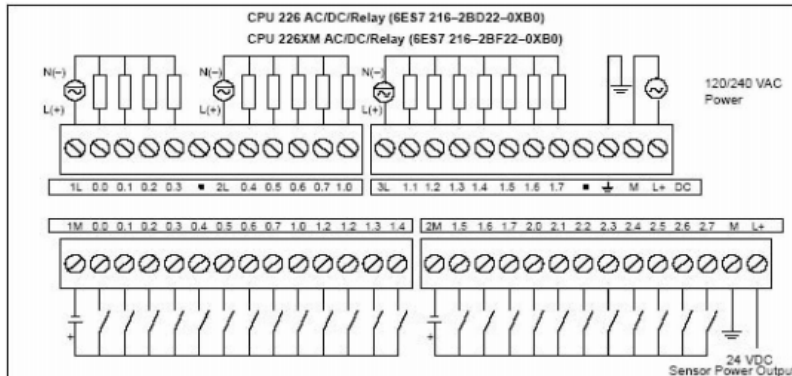 CPU 226 AC/DC/Relay (6ES7 216–2BD22–0XB0)
CPU 226XM AC/DC/Relay (6ES7 216–2BF22–0XB0)
N(–) N(–) N(–)
L(+) L(+) L(+)
120/240 VAC
Power
1L 0.0 0.1 0.2 0.3 ■ 2L 0.4 0.5 0.6 0.7 1.0
3L 1.1 1.2 1.3 1.4 1.5 1.6 1.7 ■ ⏚ M L+ DC
1M 0.0 0.1 0.2 0.3 0.4 0.5 0.6 0.7 1.0 1.2 1.2 1.3 1.4
2M 1.5 1.6 1.7 2.0 2.1 2.2 2.3 2.4 2.5 2.6 2.7 M L+
+ +
24 VDC
Sensor Power Output